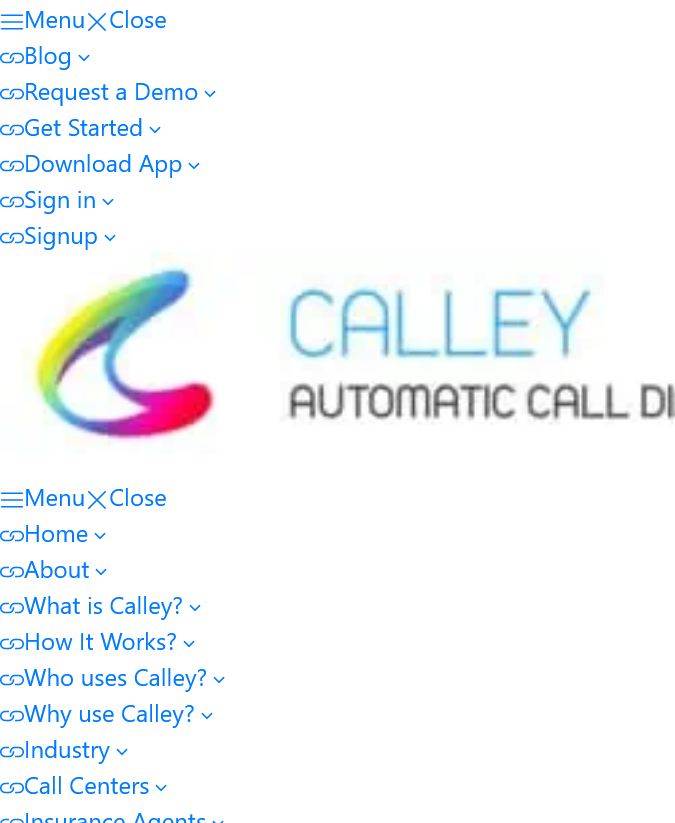 Menu Close
Blog
Request a Demo
Get Started
Download App
Sign in
Signup
CALLEY
AUTOMATIC CALL DI
Menu Close
Home
About
What is Calley?
How It Works?
Who uses Calley?
Why use Calley?
Industry
Call Centers
Insurance Agents